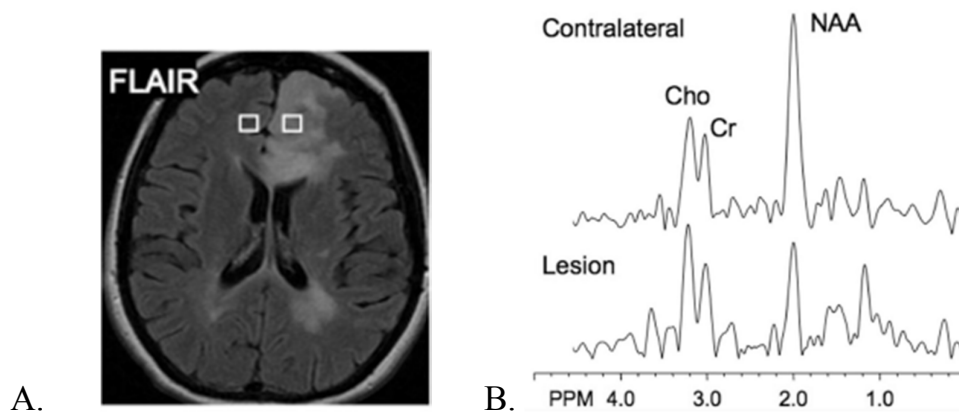 FLAIR
A.
Contralateral
NAA
Cho
Cr
Lesion
B.
PPM 4.0 3.0 2.0 1.0